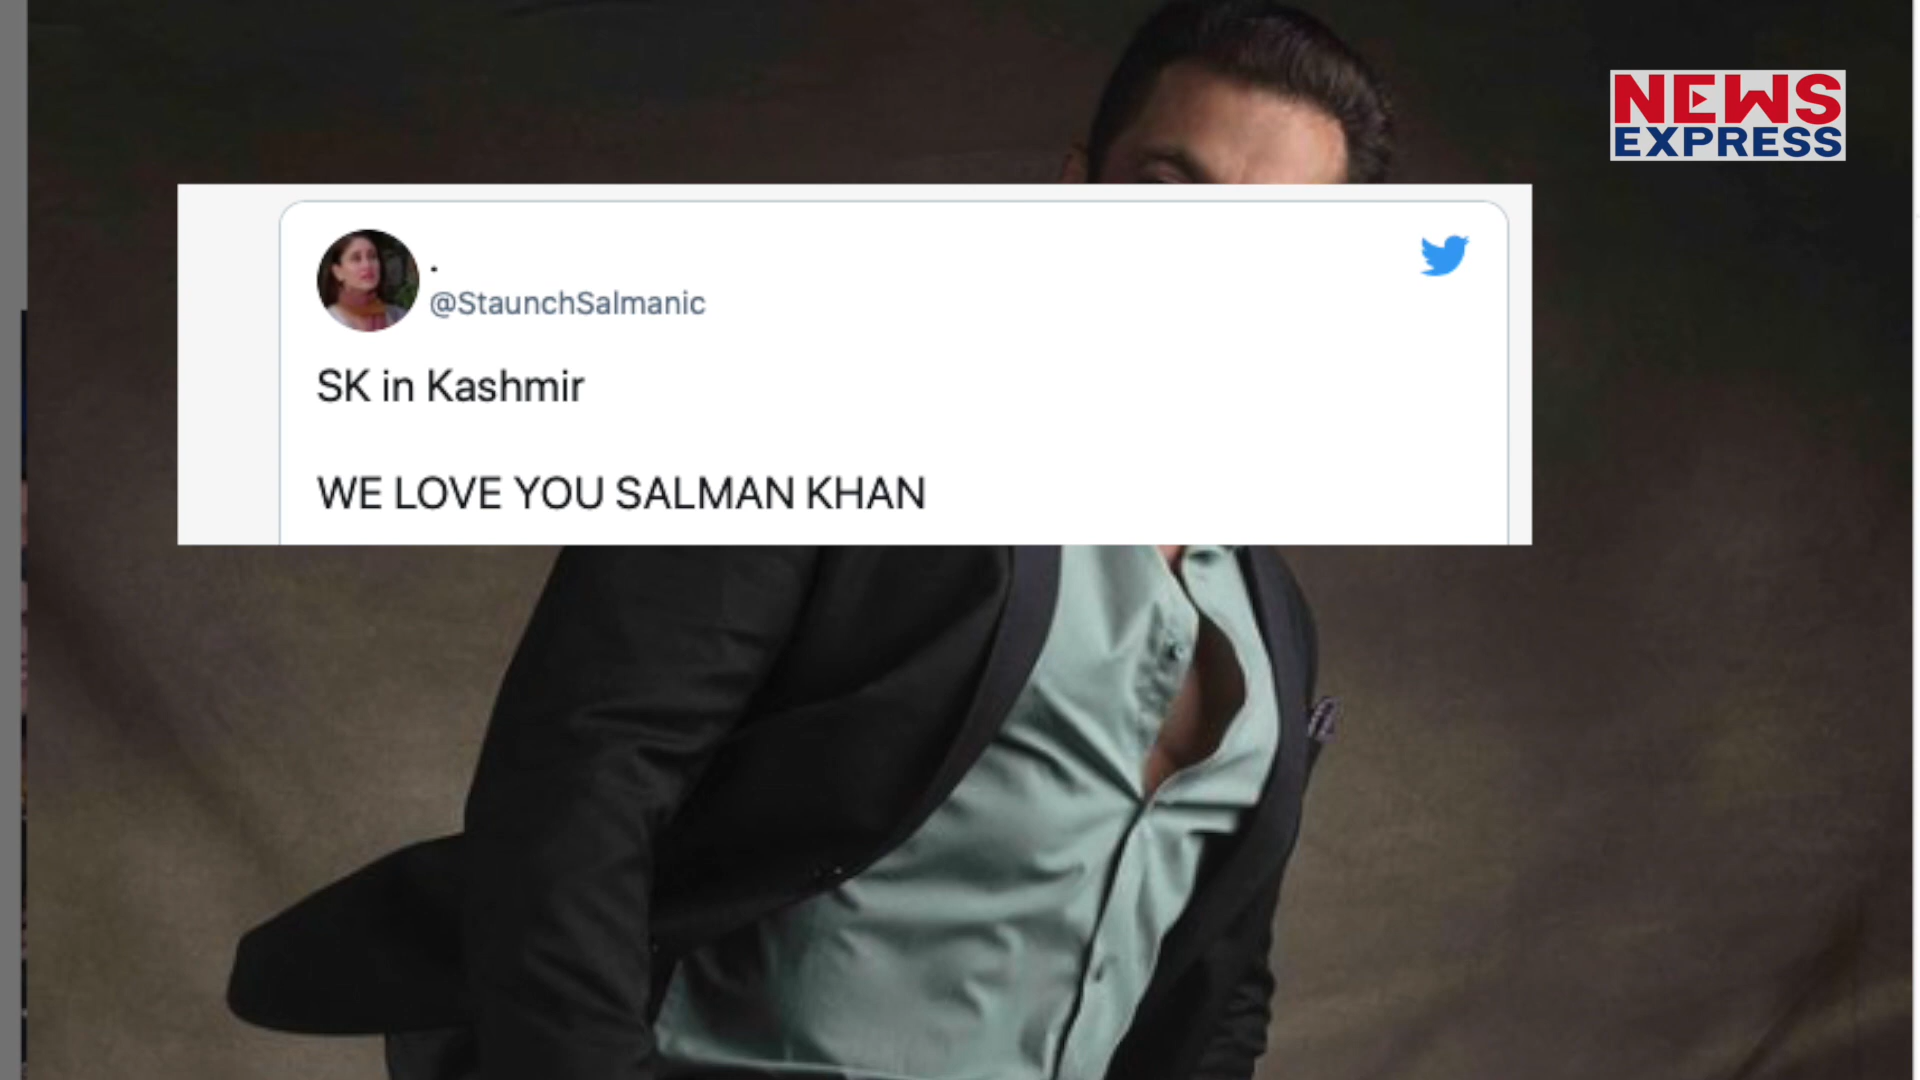 NEWS
EXPRESS
.
@StaunchSalmanic
SK in Kashmir
WE LOVE YOU SALMAN KHAN